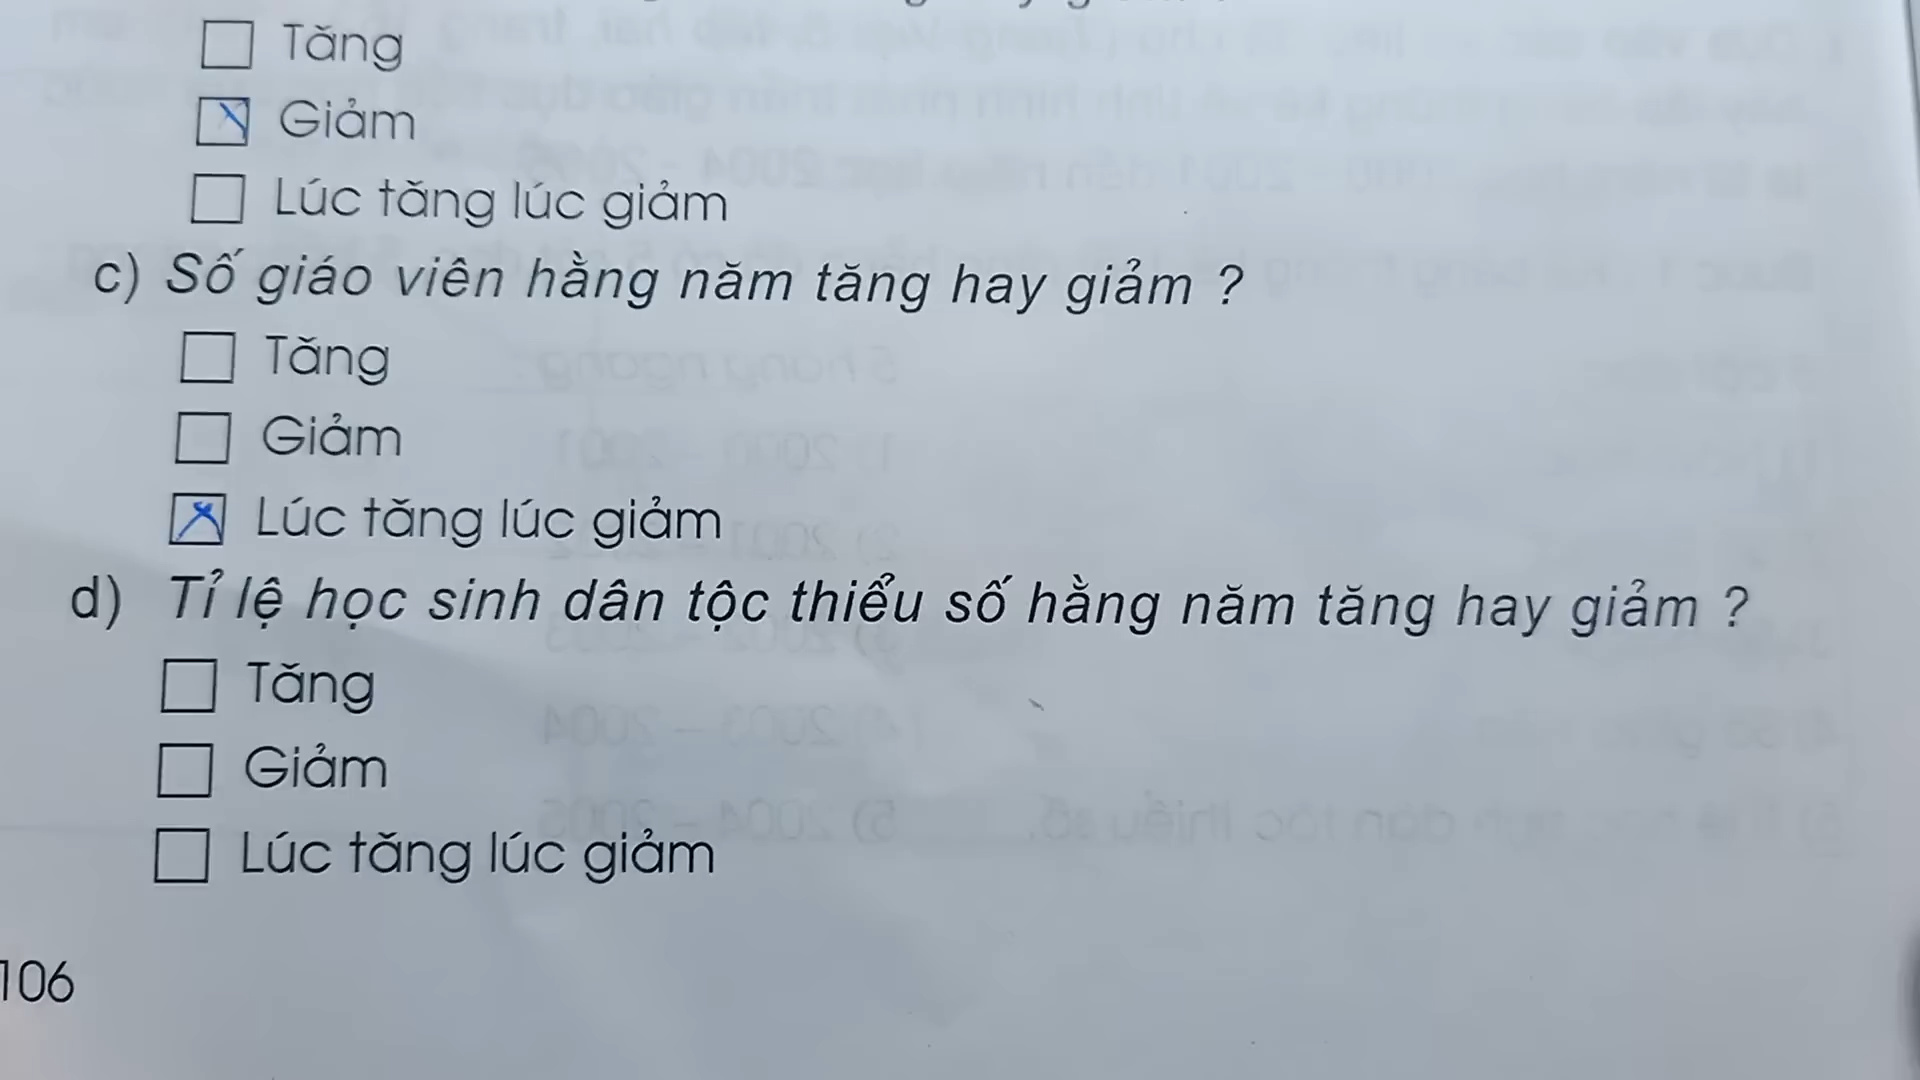 Tăng
Giảm
Lúc tăng lúc giảm
c) Số giáo viên hằng năm tăng hay giảm ?
Tăng
Giảm
Lúc tăng lúc giảm
d) Tỉ lệ học sinh dân tộc thiểu số hằng năm tăng hay giảm ?
Tăng
Giảm
Lúc tăng lúc giảm
106